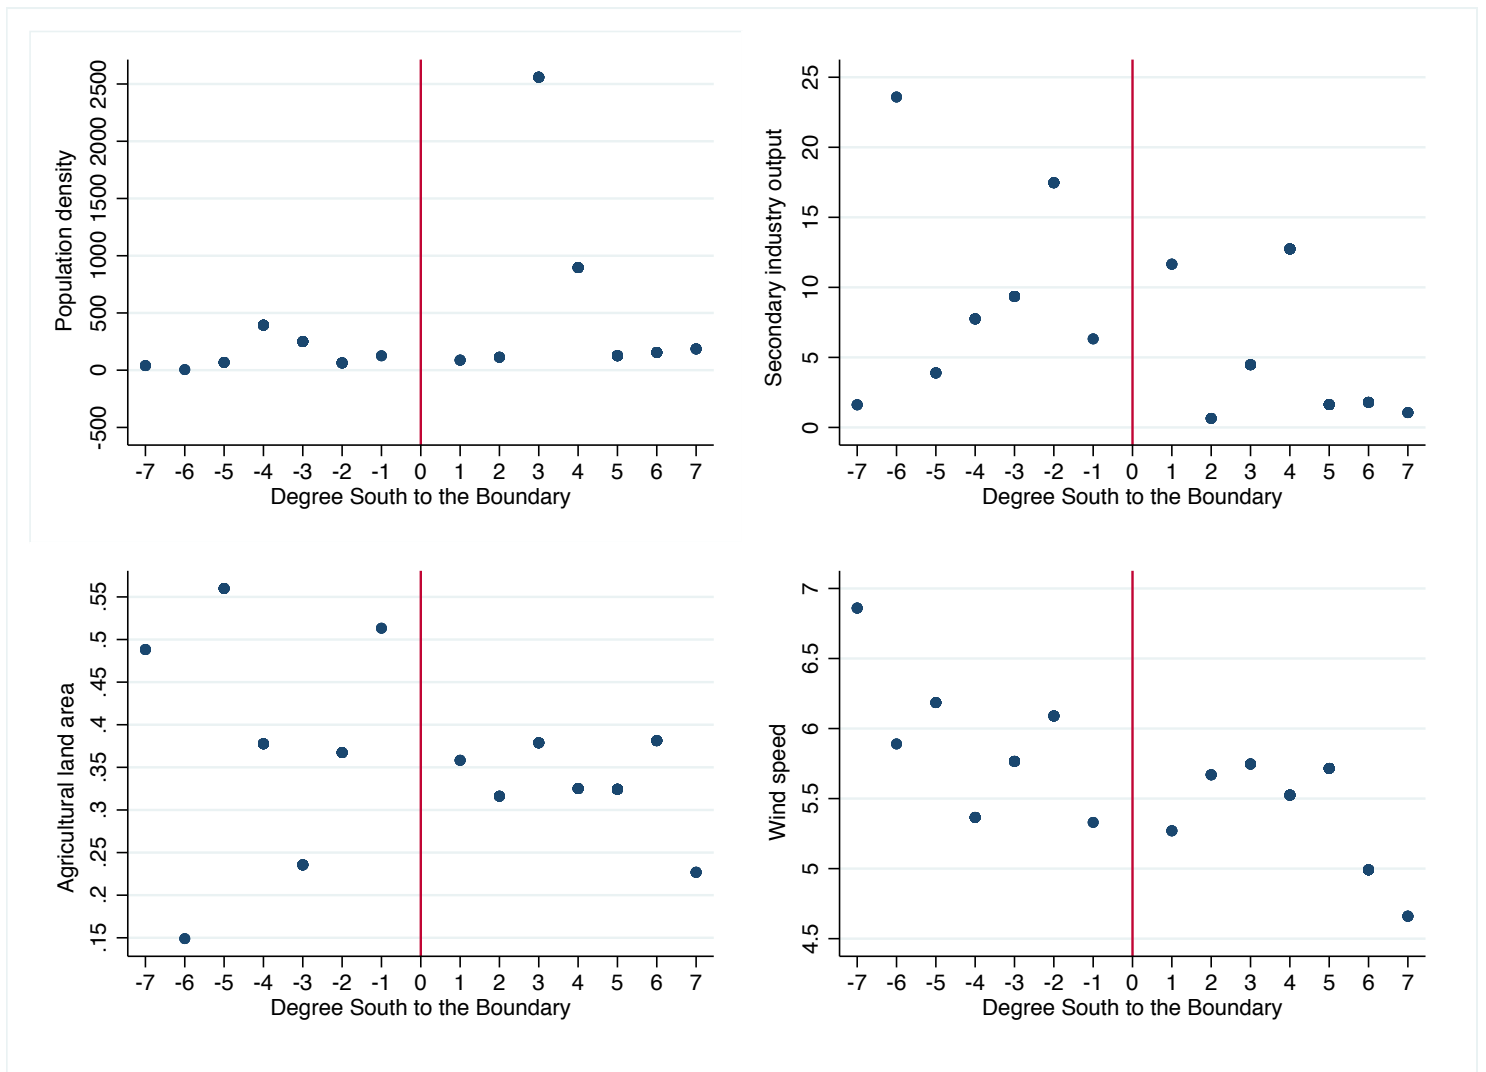 Population density
2500
2000
1500
1000
500
0
-500
-7 -6 -5 -4 -3 -2 -1 0 1 2 3 4 5 6 7
Degree South to the Boundary
Secondary industry output
25
20
15
10
5
0
-7 -6 -5 -4 -3 -2 -1 0 1 2 3 4 5 6 7
Degree South to the Boundary
Agricultural land area
.55
.5
.45
.4
.35
.3
.25
.2
.15
-7 -6 -5 -4 -3 -2 -1 0 1 2 3 4 5 6 7
Degree South to the Boundary
Wind speed
7
6.5
6
5.5
5
4.5
-7 -6 -5 -4 -3 -2 -1 0 1 2 3 4 5 6 7
Degree South to the Boundary